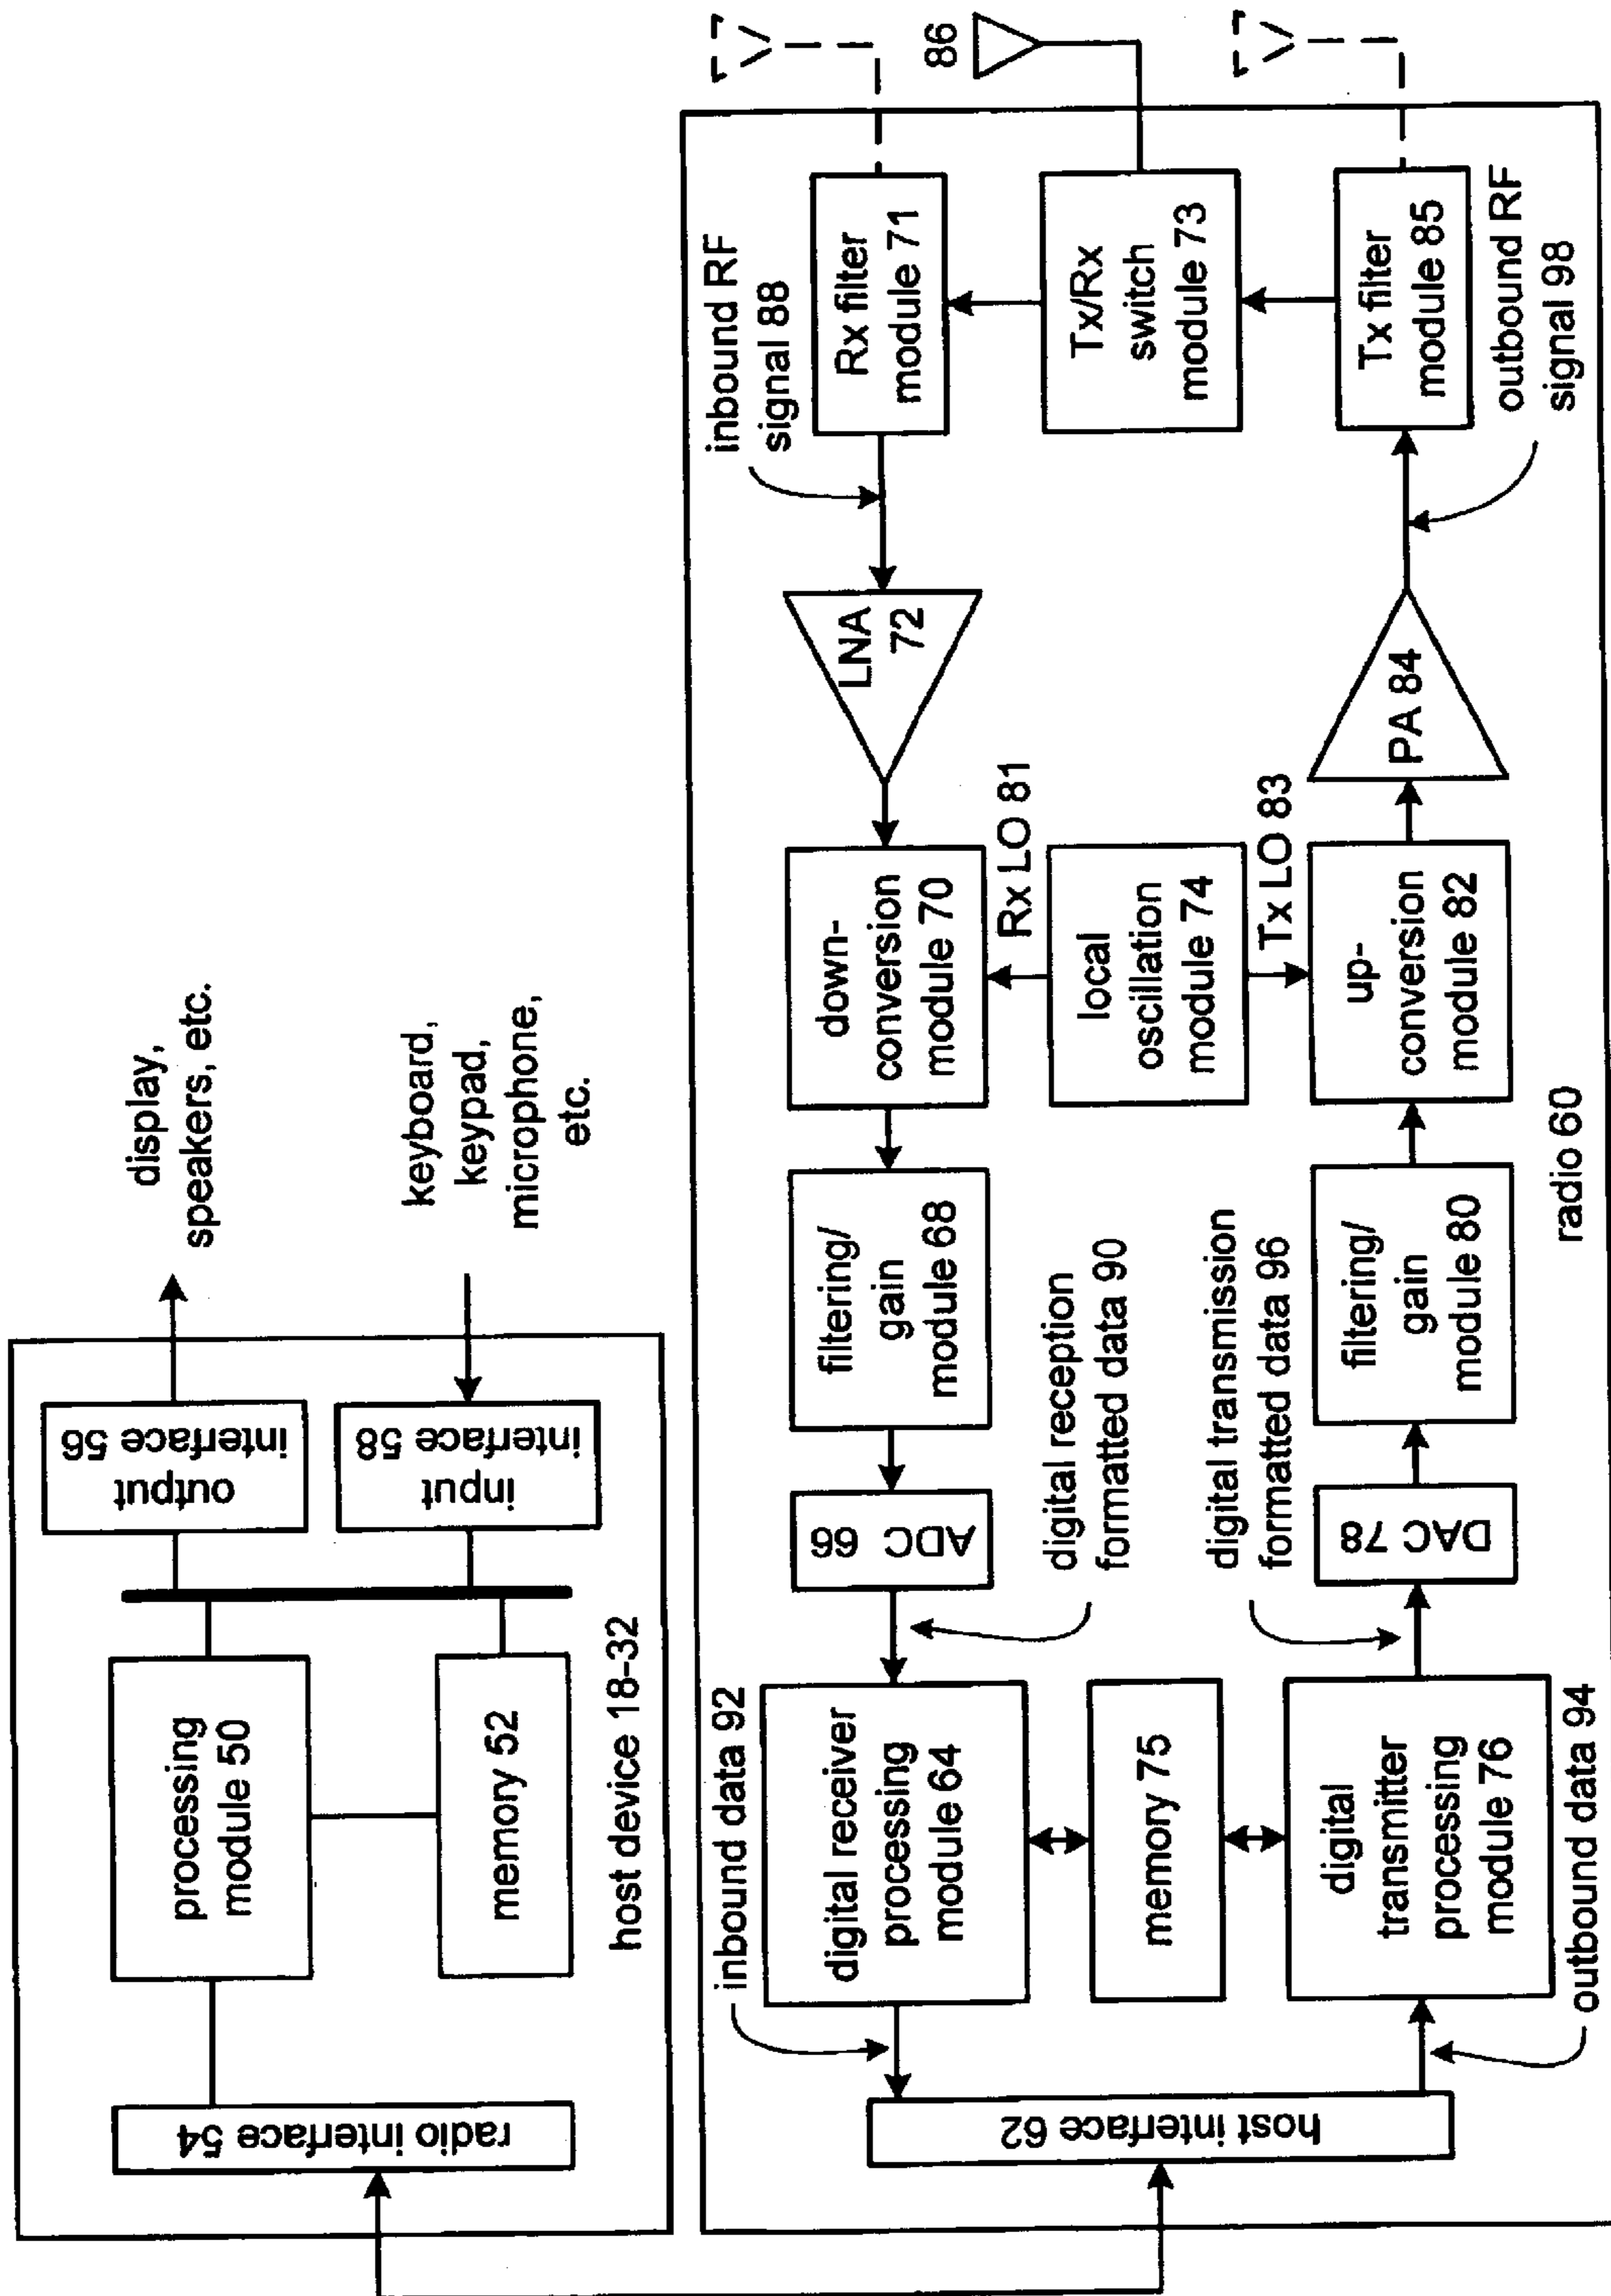 radio interface 54
processing
module 50
memory 52
output
interface 56
input
interface 58
display,
speakers, etc.
keyboard,
keypad,
microphone,
etc.
host device 18-32
host interface 62
inbound data 92
digital receiver
processing
module 64
memory 75
digital
transmitter
processing
module 76
outbound data 94
ADC 66
digital reception
formatted data 90
digital transmission
formatted data 96
DAC 78
filtering/
gain
module 68
filtering/
gain
module 80
down-
conversion
module 70
Rx LO 81
local
oscillation
module 74
Tx LO 83
up-
conversion
module 82
radio 60
LNA
72
PA 84
inbound RF
signal 88
Rx filter
module 71
Tx/Rx
switch
module 73
Tx filter
module 85
outbound RF
signal 98
86